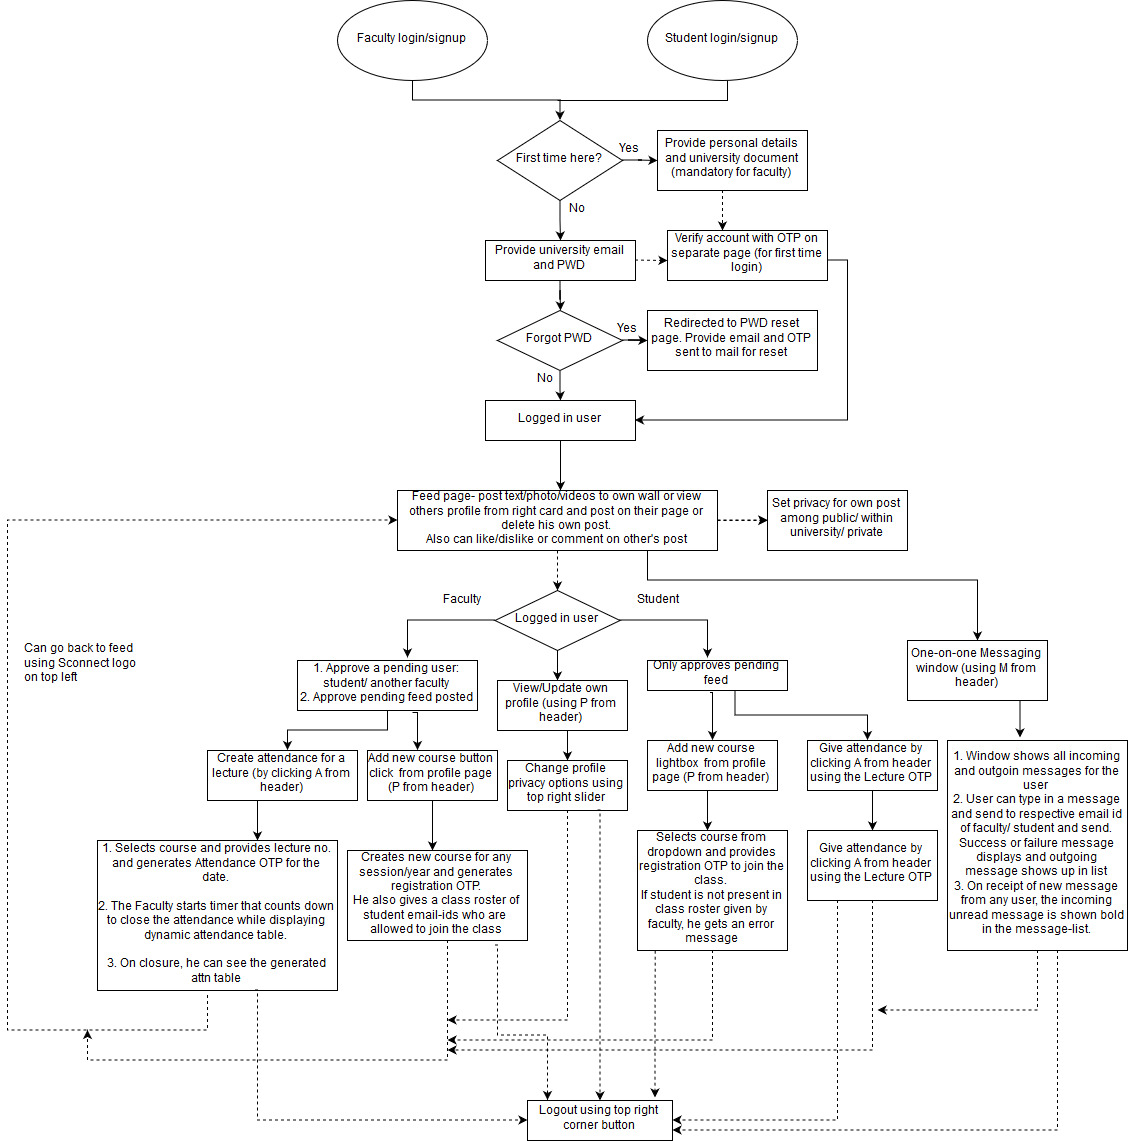 Faculty login/signup
Student login/signup
First time here?
Yes
Provide personal details
and university document
(mandatory for faculty)
No
Provide university email
and PWD
Verify account with OTP on
separate page (for first time
login)
Forgot PWD
Yes
Redirected to PWD reset
page. Provide email and OTP
sent to mail for reset
No
Logged in user
Feed page- post text/photo/videos to own wall or view
others profile from right card and post on their page or
delete his own post.
Also can like/dislike or comment on other's post
Set privacy for own post
among public/ within
university/ private
Faculty
Logged in user
Student
Can go back to feed
using Sconnect logo
on top left
1. Approve a pending user:
student/ another faculty
2. Approve pending feed posted
View/Update own
profile (using P from
header)
Only approves pending
feed
One-on-one Messaging
window (using M from
header)
Create attendance for a
lecture (by clicking A from
header)
Add new course button
click from profile page
(P from header)
Change profile
privacy options using
top right slider
Add new course
lightbox from profile
page (P from header)
Give attendance by
clicking A from header
using the Lecture OTP
1. Window shows all incoming
and outgoin messages for the
user
2. User can type in a message
and send to respective email id
of faculty/ student and send.
Success or failure message
displays and outgoing
message shows up in list
3. On receipt of new message
from any user, the incoming
unread message is shown bold
in the message-list.
1. Selects course and provides lecture no.
and generates Attendance OTP for the
date.
2. The Faculty starts timer that counts down
to close the attendance while displaying
dynamic attendance table.
3. On closure, he can see the generated
attn table
Creates new course for any
session/year and generates
registration OTP.
He also gives a class roster of
student email-ids who are
allowed to join the class
Selects course from
dropdown and provides
registration OTP to join the
class.
If student is not present in
class roster given by
faculty, he gets an error
message
Give attendance by
clicking A from header
using the Lecture OTP
Logout using top right
corner button